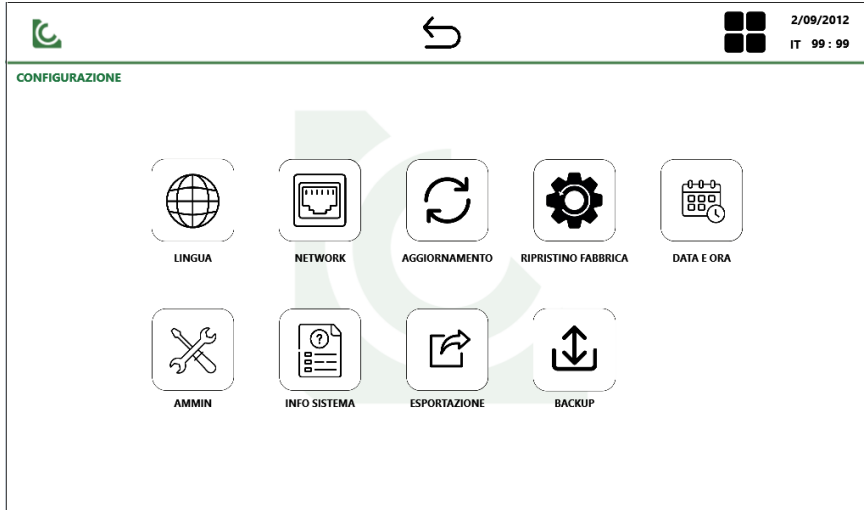 2/09/2012
IT 99 : 99
CONFIGURAZIONE
LINGUA
NETWORK
AGGIORNAMENTO
RIPRISTINO FABBRICA
DATA E ORA
?
AMMIN
INFO SISTEMA
ESPORTAZIONE
BACKUP